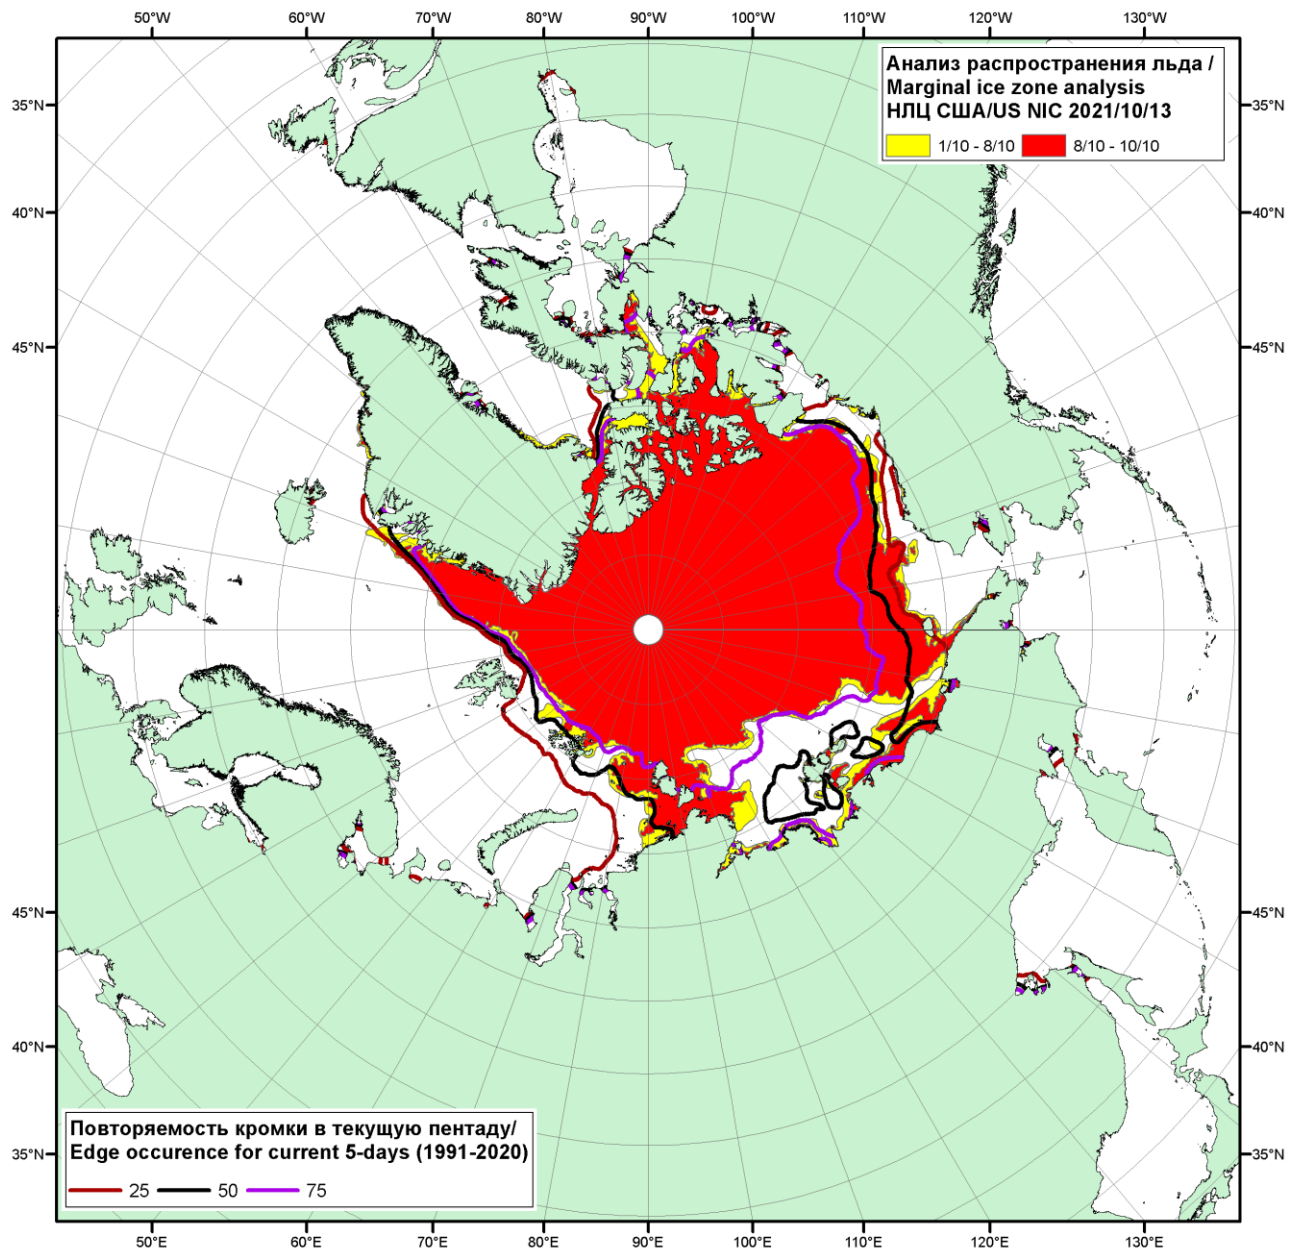 50°W 60°W 70°W 80°W 90°W 100°W 110°W 120°W 130°W
Анализ распространения льда /
Marginal ice zone analysis
НЛЦ США/US NIC 2021/10/13
1/10 - 8/10 8/10 - 10/10
35°N 35°N
40°N 40°N
45°N 45°N
45°N 45°N
40°N 40°N
35°N 35°N
Повторяемость кромки в текущую пентаду/
Edge occurence for current 5-days (1991-2020)
25 50 75
50°E 60°E 70°E 80°E 90°E 100°E 110°E 120°E 130°E